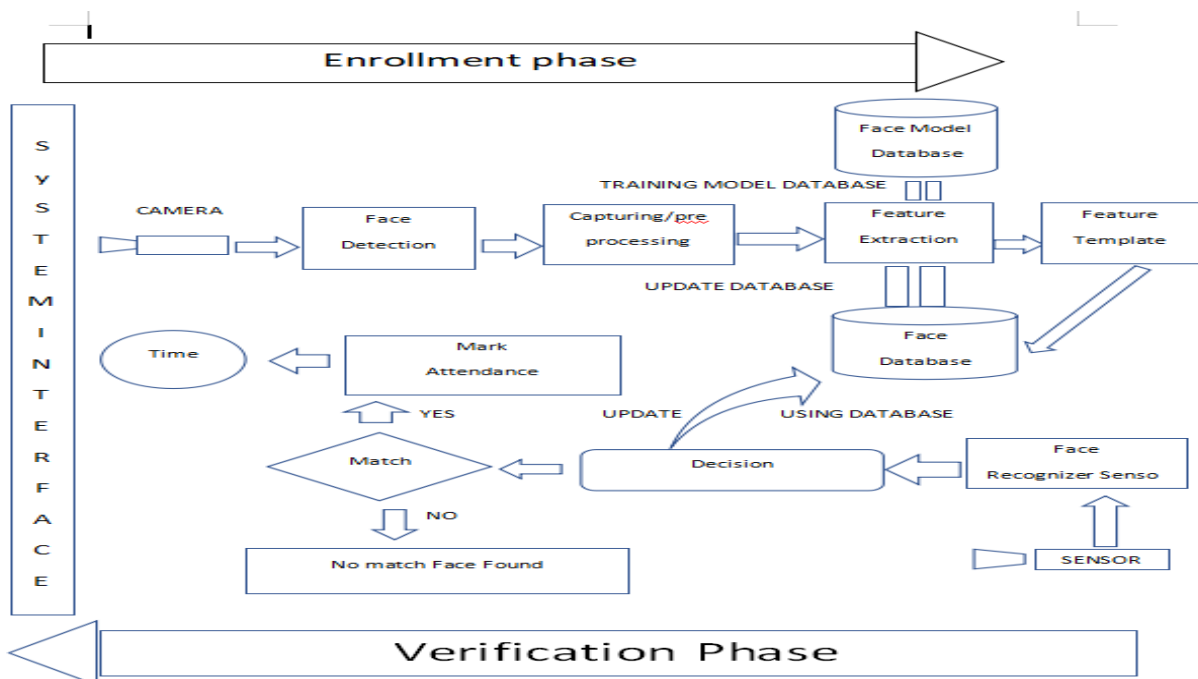 Enrollment phase
S
y
S
T
E
M
I
N
T
E
R
F
A
C
E
Face Model
Database
TRAINING MODEL DATABASE
CAMERA
Face
Detection
Capturing/pre
processing
Feature
Extraction
Feature
Template
UPDATE DATABASE
Face
Database
Time
Mark
Attendance
YES
UPDATE
USING DATABASE
Match
Decision
Face
Recognizer Senso
NO
No match Face Found
SENSOR
Verification Phase